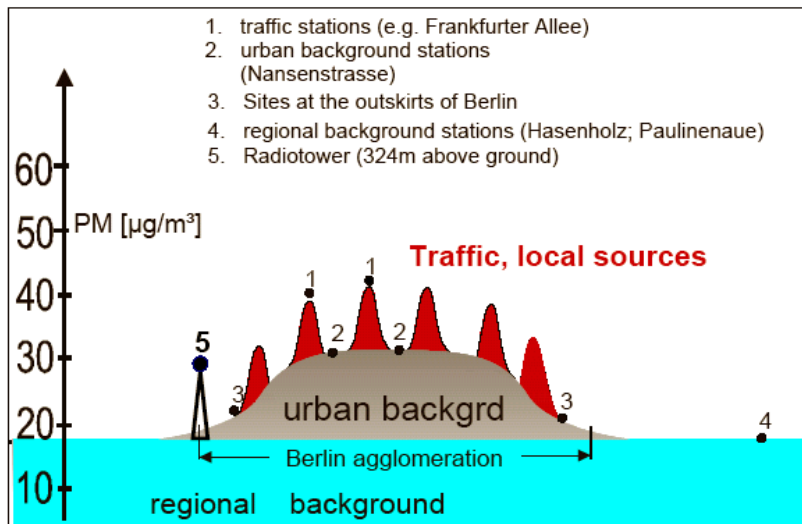 1. traffic stations (e.g. Frankfurter Allee)
2. urban background stations
(Nansenstrasse)
3. Sites at the outskirts of Berlin
4. regional background stations (Hasenholz; Paulinenaue)
5. Radiotower (324m above ground)
60
50
PM [µg/m³]
40
30
20
10
Traffic, local sources
1
1
5
2
2
3
3
4
urban backgrd
Berlin agglomeration
regional background